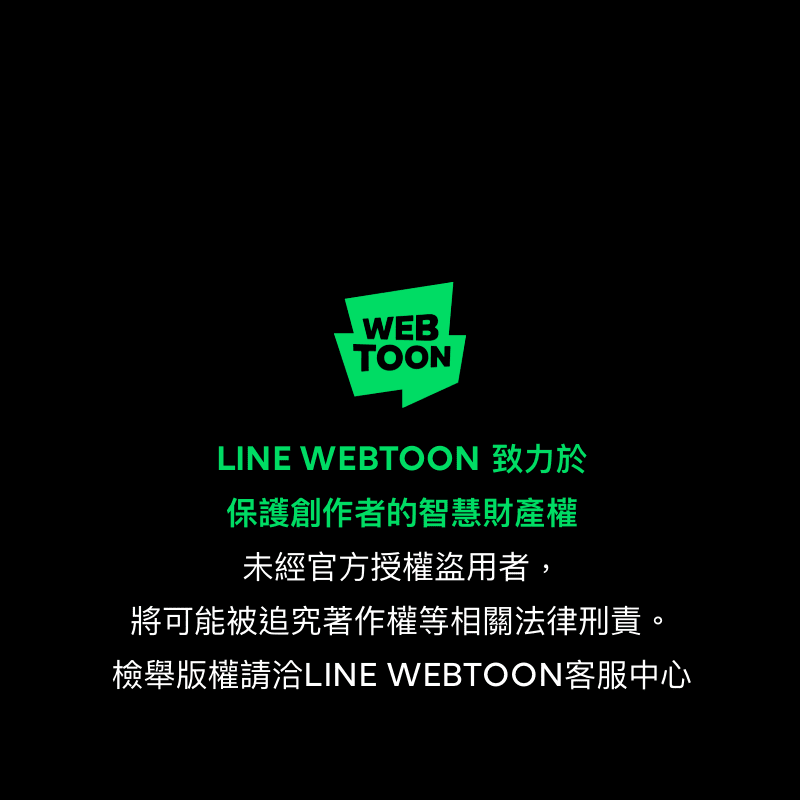 WEB
TOON
LINE WEBTOON 致力於
保護創作者的智慧財產權
未經官方授權盜用者，
將可能被追究著作權等相關法律刑責。
檢舉版權請洽LINE WEBTOON客服中心